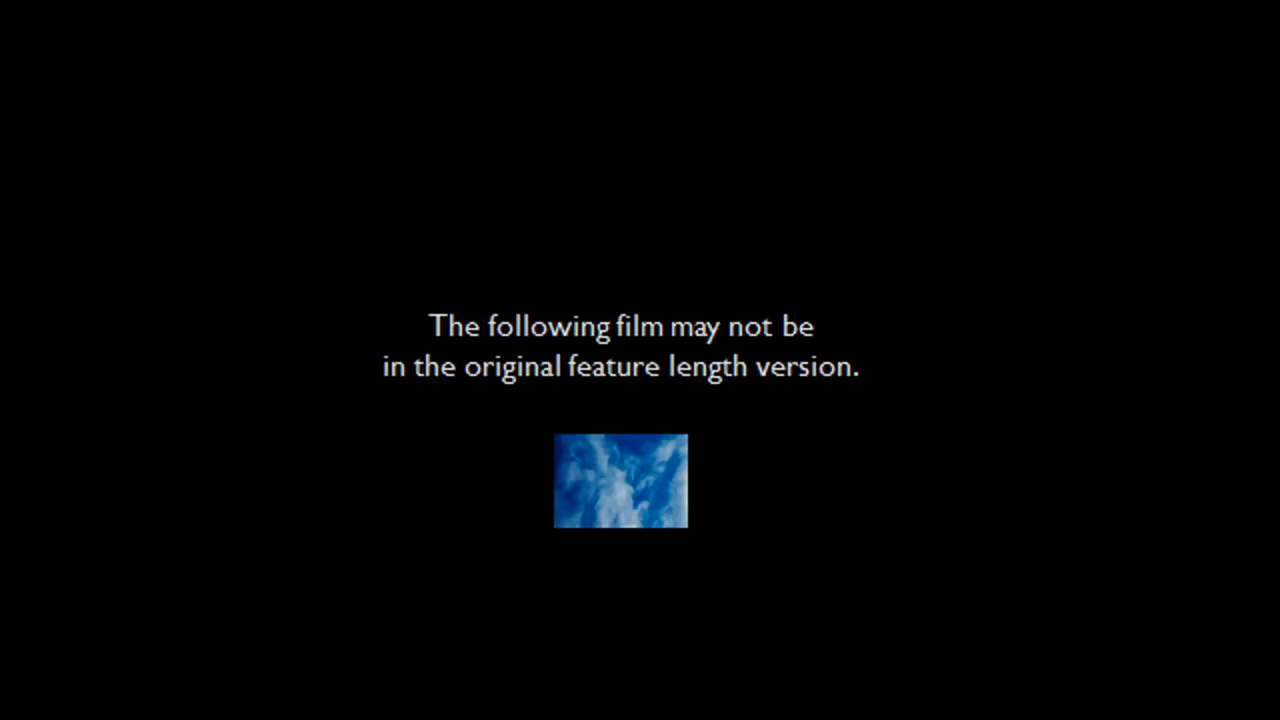 The following film may not be
in the original feature length version.